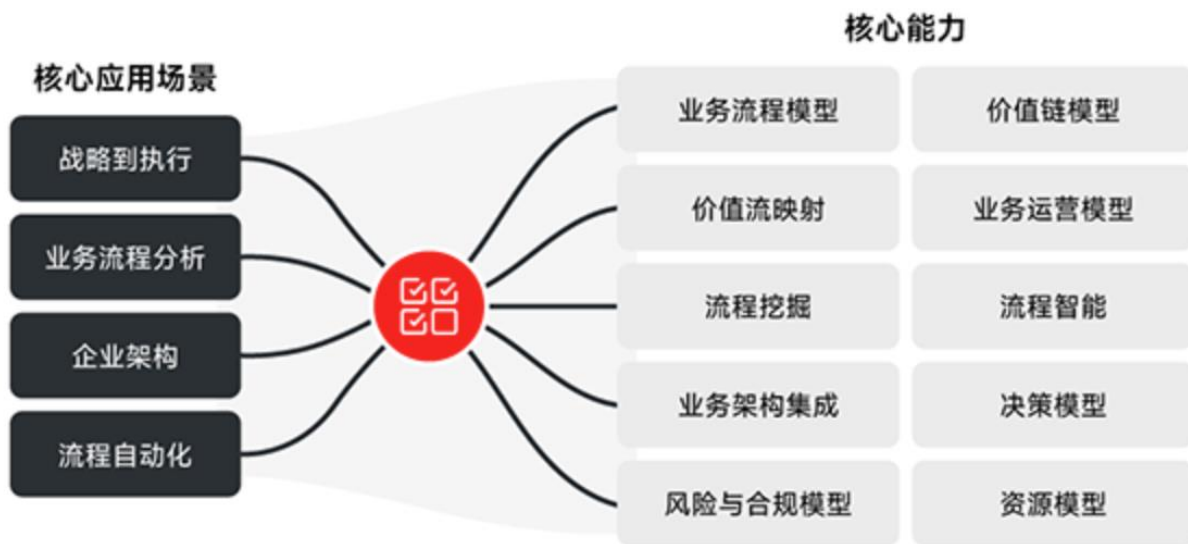 核心能力
核心应用场景
战略到执行
业务流程分析
企业架构
流程自动化
业务流程模型
价值链模型
价值流映射
业务运营模型
流程挖掘
流程智能
业务架构集成
决策模型
风险与合规模型
资源模型